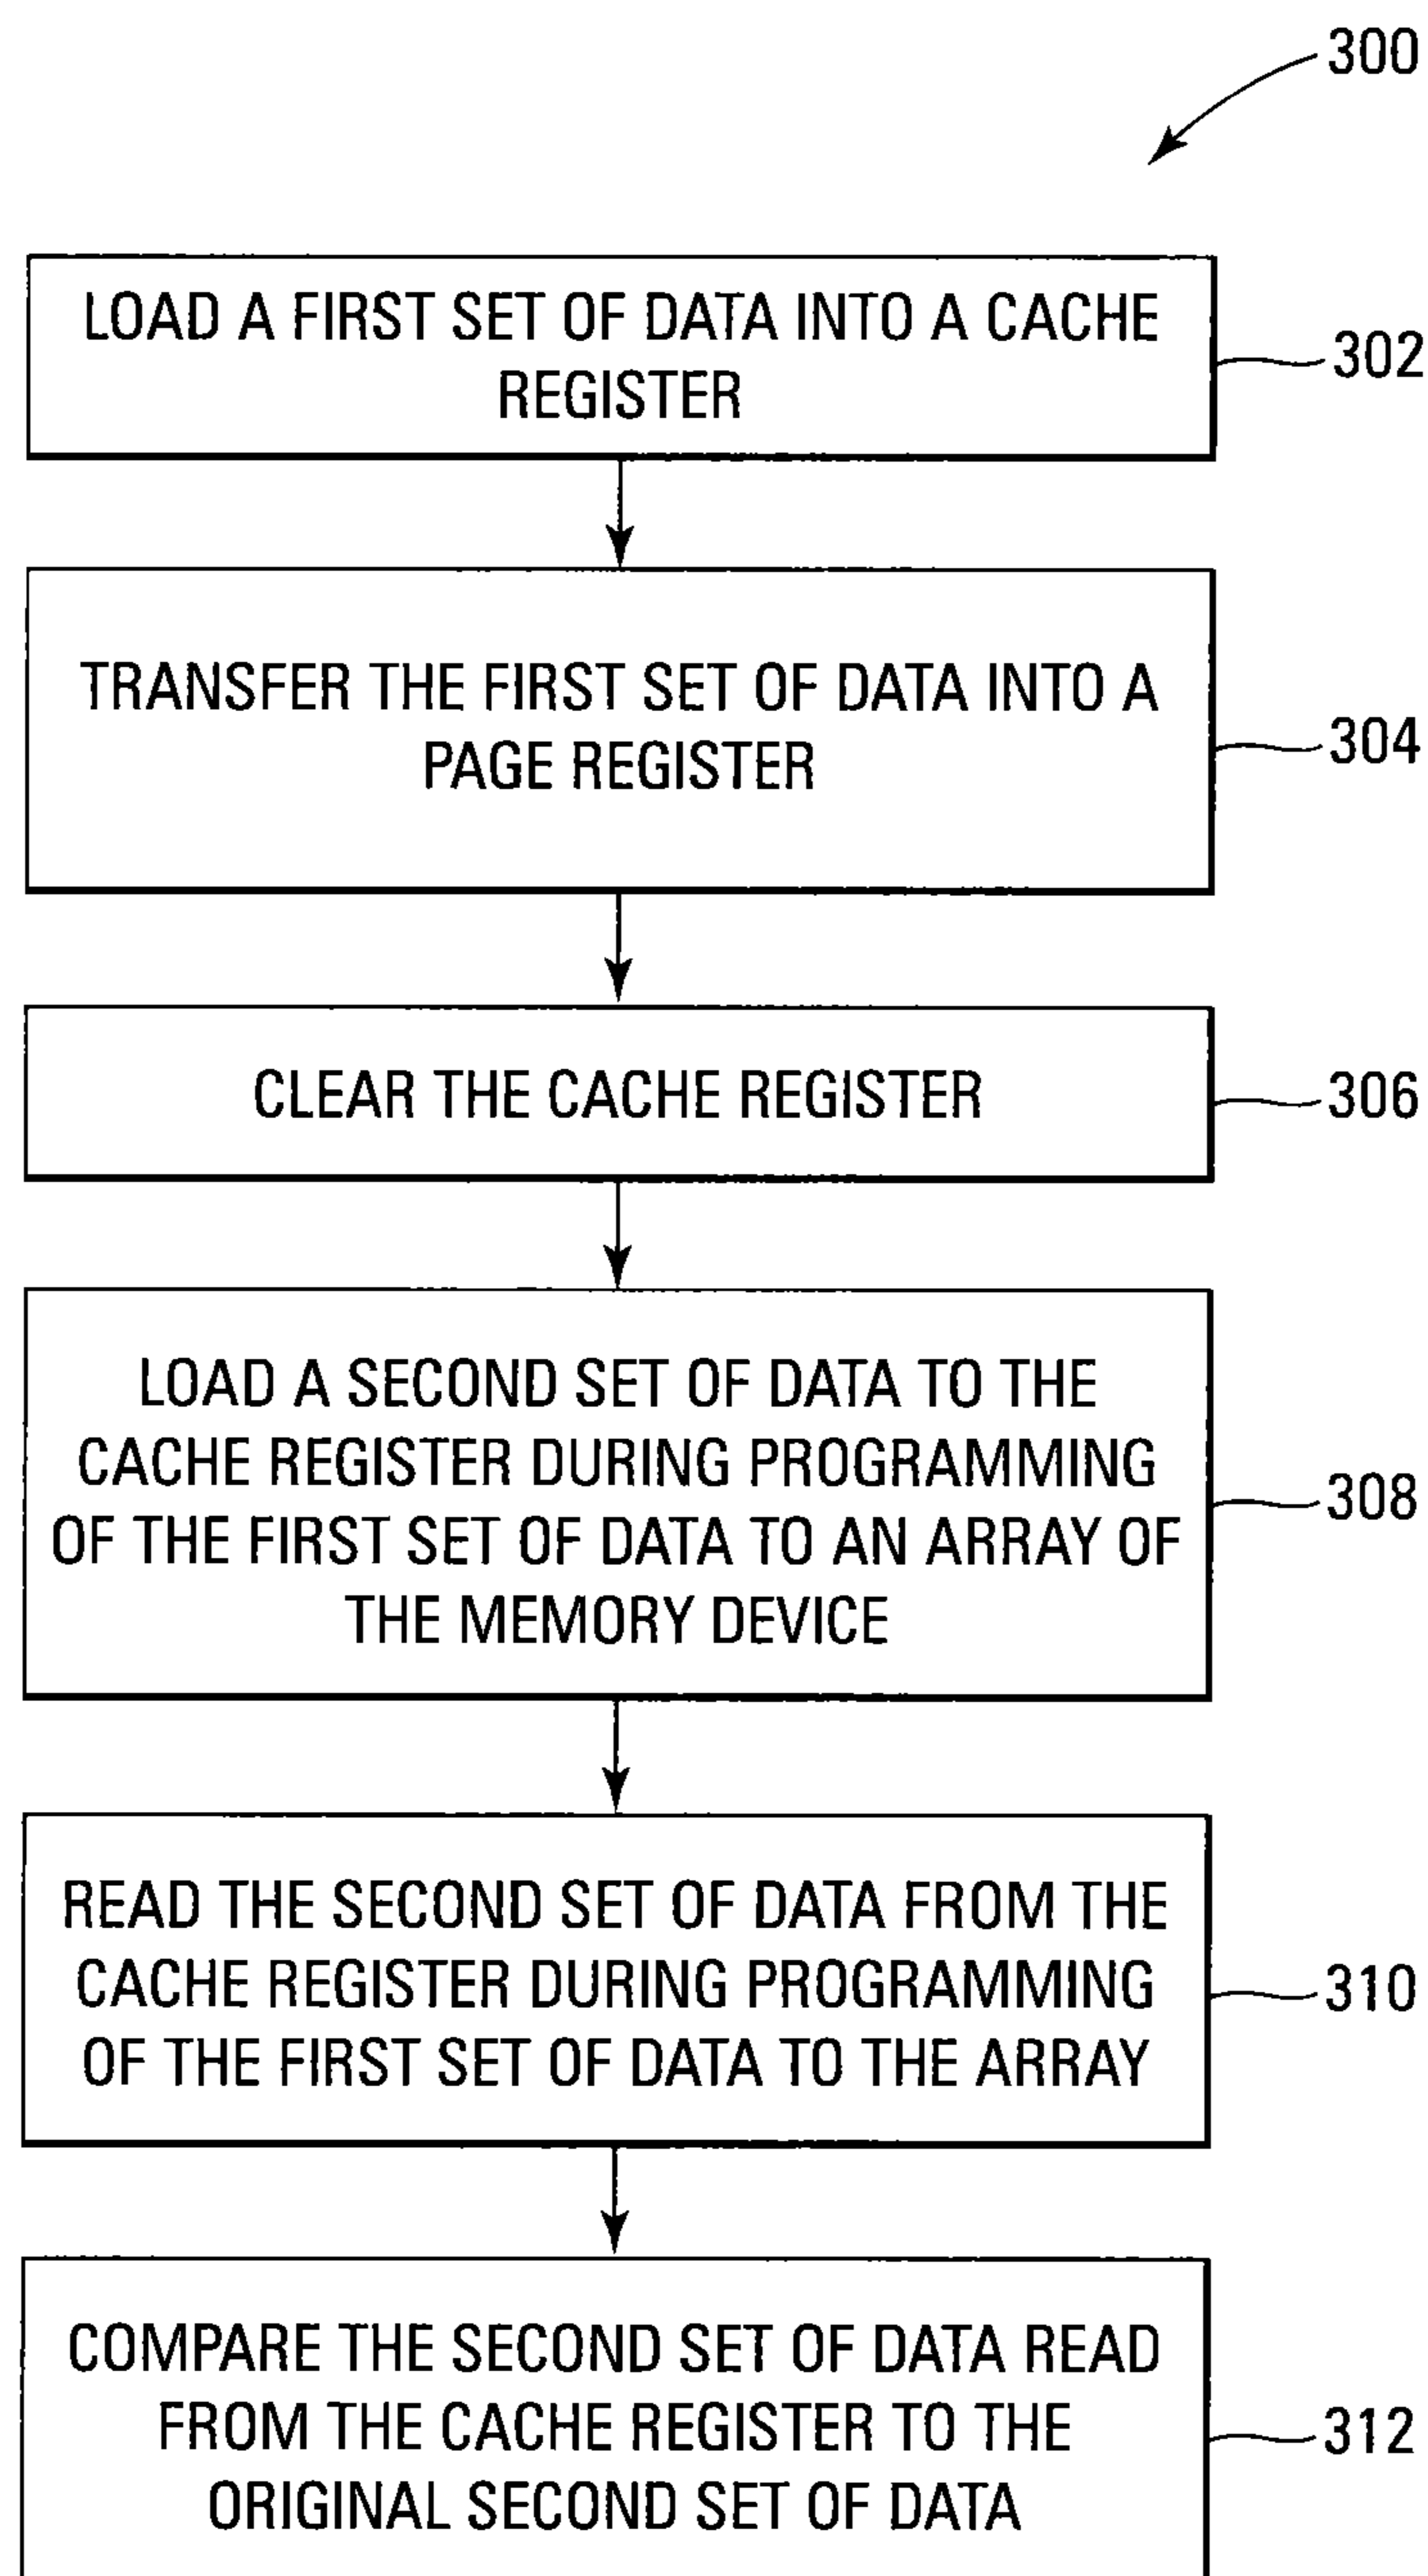 300
LOAD A FIRST SET OF DATA INTO A CACHE
REGISTER
302
TRANSFER THE FIRST SET OF DATA INTO A
PAGE REGISTER
304
CLEAR THE CACHE REGISTER
306
LOAD A SECOND SET OF DATA TO THE
CACHE REGISTER DURING PROGRAMMING
OF THE FIRST SET OF DATA TO AN ARRAY OF
THE MEMORY DEVICE
308
READ THE SECOND SET OF DATA FROM THE
CACHE REGISTER DURING PROGRAMMING
OF THE FIRST SET OF DATA TO THE ARRAY
310
COMPARE THE SECOND SET OF DATA READ
FROM THE CACHE REGISTER TO THE
ORIGINAL SECOND SET OF DATA
312